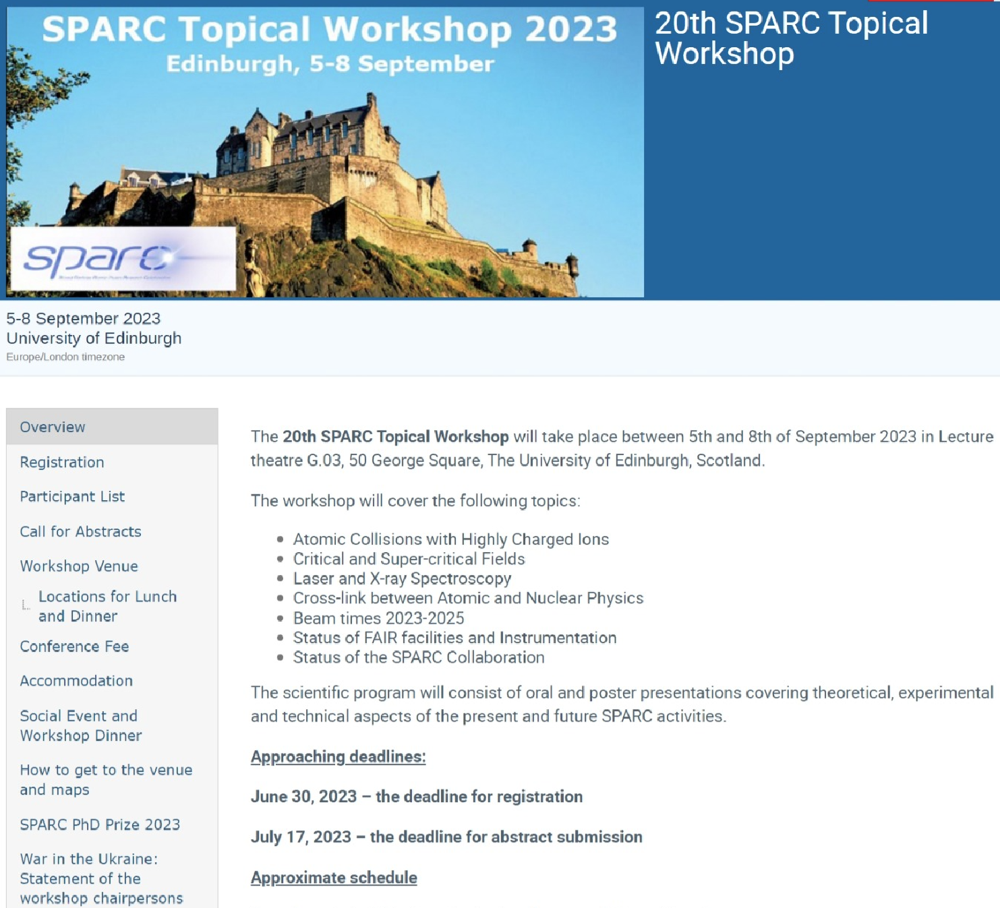 SPARC Topical Workshop 2023
Edinburgh, 5-8 September
sparc
20th SPARC Topical
Workshop
5-8 September 2023
University of Edinburgh
Europe/London timezone
Overview
Registration
Participant List
Call for Abstracts
Workshop Venue
Locations for Lunch
and Dinner
Conference Fee
Accommodation
Social Event and
Workshop Dinner
How to get to the venue
and maps
SPARC PhD Prize 2023
War in the Ukraine:
Statement of the
workshop chairpersons
The 20th SPARC Topical Workshop will take place between 5th and 8th of September 2023 in Lecture
theatre G.03, 50 George Square, The University of Edinburgh, Scotland.
The workshop will cover the following topics:
• Atomic Collisions with Highly Charged Ions
• Critical and Super-critical Fields
• Laser and X-ray Spectroscopy
• Cross-link between Atomic and Nuclear Physics
• Beam times 2023-2025
• Status of FAIR facilities and Instrumentation
• Status of the SPARC Collaboration
The scientific program will consist of oral and poster presentations covering theoretical, experimental
and technical aspects of the present and future SPARC activities.
Approaching deadlines:
June 30, 2023 – the deadline for registration
July 17, 2023 – the deadline for abstract submission
Approximate schedule